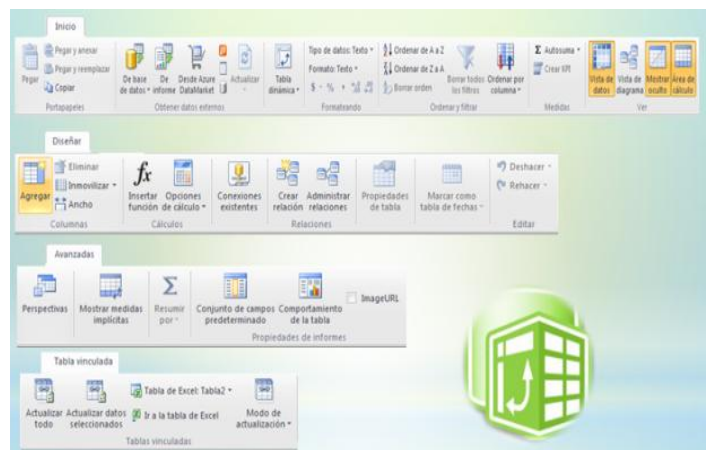 Inicio
Pegar
Pegar y anexar
Pegar y reemplazar
Copiar
Portapapeles
De base de datos
De informe
Desde Azure DataMarket
Actualizar
Obtener datos externos
Tabla dinámica
Tipo de datos: Texto
Formato: Texto
$ - % ,
Formateando
Ordenar de A a Z
Ordenar de Z a A
Borrar orden
Borrar todos los filtros
Ordenar por columna
Ordenar y filtrar
Σ Autosuma
Crear KPI
Medidas
Vista de datos
Vista de diagrama
Mostrar oculto
Área de cálculo
Ver
Diseñar
Agregar
Eliminar
Inmovilizar
Ancho
Columnas
fx
Insertar función
Opciones de cálculo
Cálculos
Conexiones existentes
Crear relación
Administrar relaciones
Relaciones
Propiedades de tabla
Marcar como tabla de fechas
Deshacer
Rehacer
Editar
Avanzadas
Perspectivas
Mostrar medidas implícitas
Σ
Resumir por
Conjunto de campos predeterminado
Comportamiento de la tabla
ImageURL
Propiedades de informes
Tabla vinculada
Actualizar todo
Actualizar datos seleccionados
Tabla de Excel: Tabla2
Ir a la tabla de Excel
Modo de actualización
Tablas vinculadas